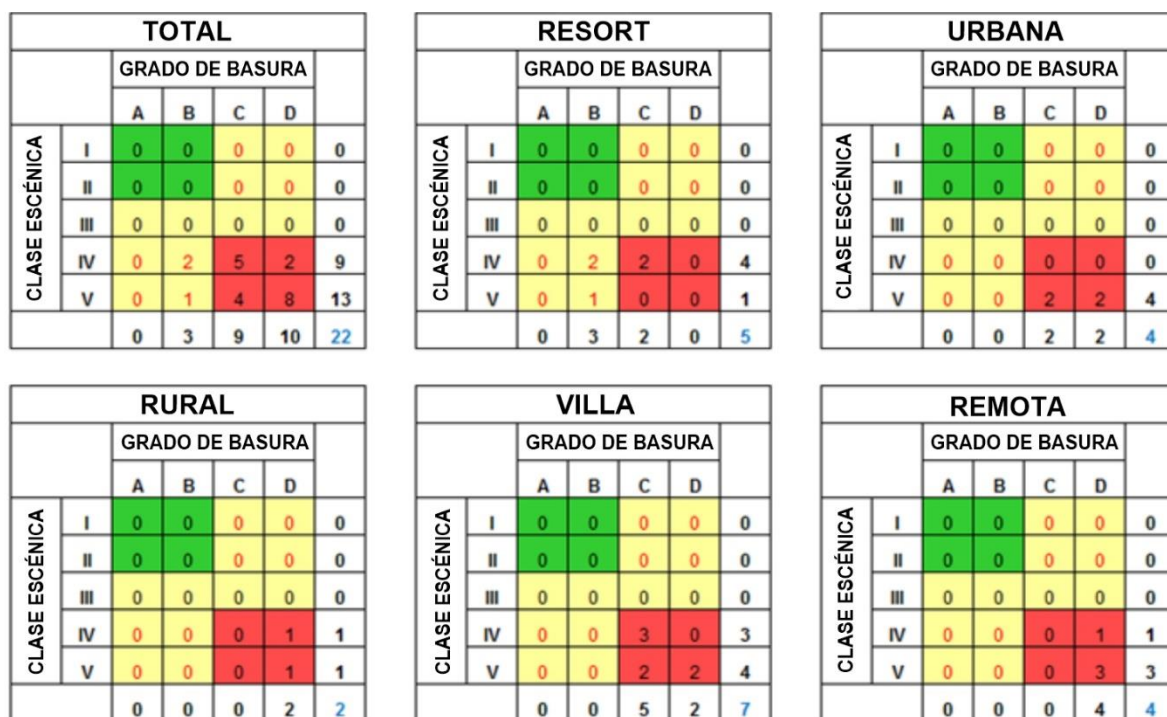 TOTAL
GRADO DE BASURA
A B C D
CLASE ESCÉNICA
I 0 0 0 0 0
II 0 0 0 0 0
III 0 0 0 0 0
IV 0 2 5 2 9
V 0 1 4 8 13
0 3 9 10 22
RESORT
GRADO DE BASURA
A B C D
CLASE ESCÉNICA
I 0 0 0 0 0
II 0 0 0 0 0
III 0 0 0 0 0
IV 0 2 2 0 4
V 0 1 0 0 1
0 3 2 0 5
URBANA
GRADO DE BASURA
A B C D
CLASE ESCÉNICA
I 0 0 0 0 0
II 0 0 0 0 0
III 0 0 0 0 0
IV 0 0 0 0 0
V 0 0 2 2 4
0 0 2 2 4
RURAL
GRADO DE BASURA
A B C D
CLASE ESCÉNICA
I 0 0 0 0 0
II 0 0 0 0 0
III 0 0 0 0 0
IV 0 0 0 1 1
V 0 0 0 1 1
0 0 0 2 2
VILLA
GRADO DE BASURA
A B C D
CLASE ESCÉNICA
I 0 0 0 0 0
II 0 0 0 0 0
III 0 0 0 0 0
IV 0 0 3 0 3
V 0 0 2 2 4
0 0 5 2 7
REMOTA
GRADO DE BASURA
A B C D
CLASE ESCÉNICA
I 0 0 0 0 0
II 0 0 0 0 0
III 0 0 0 0 0
IV 0 0 0 1 1
V 0 0 0 3 3
0 0 0 4 4